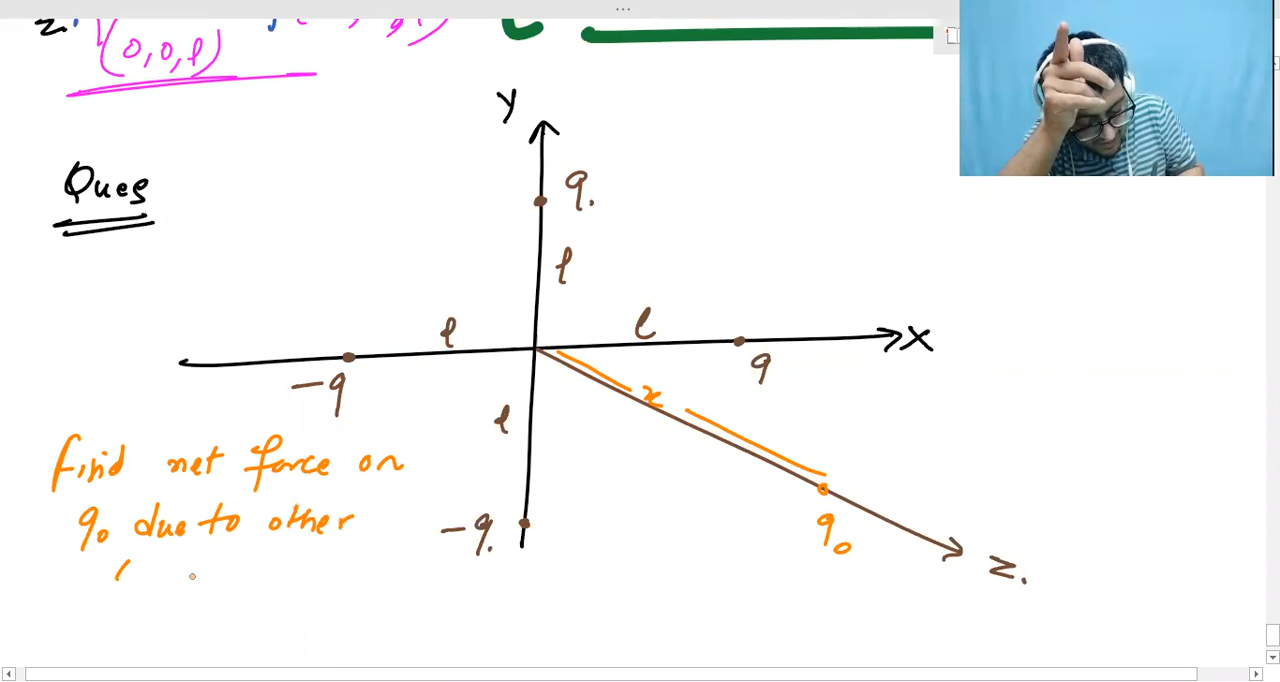 (0,0,l)
Y
Ques
q.
l
l
l
X
-q
q
x
l
find net force on
q₀ due to other
-q.
q₀
Z.